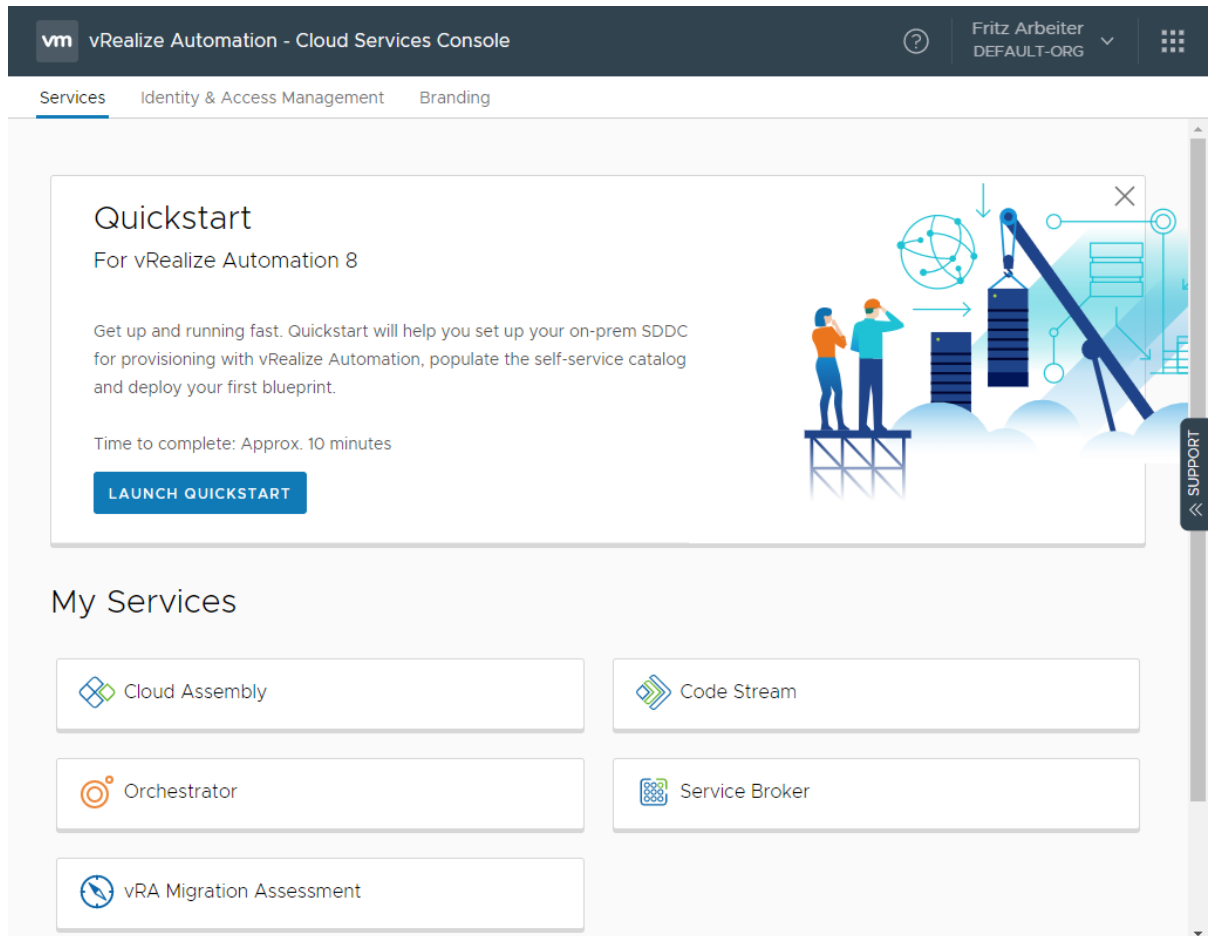 vm vRealize Automation - Cloud Services Console
Fritz Arbeiter
DEFAULT-ORG
Services Identity & Access Management Branding
Quickstart
For vRealize Automation 8
Get up and running fast. Quickstart will help you set up your on-prem SDDC
for provisioning with vRealize Automation, populate the self-service catalog
and deploy your first blueprint.
Time to complete: Approx. 10 minutes
LAUNCH QUICKSTART
SUPPORT
My Services
Cloud Assembly
Code Stream
Orchestrator
Service Broker
vRA Migration Assessment